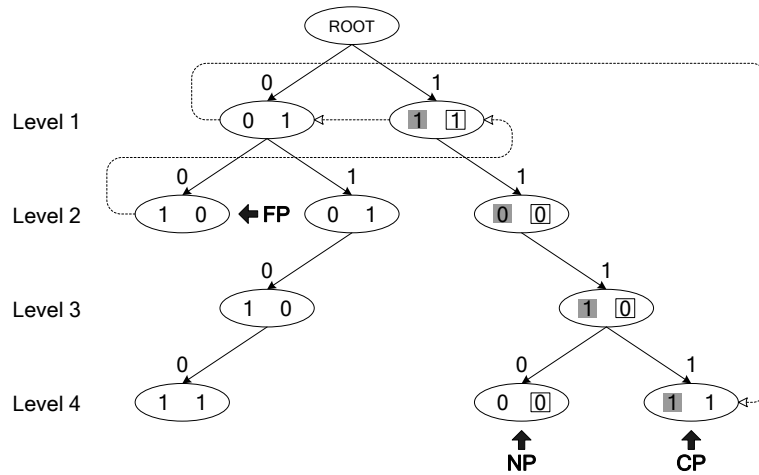 ROOT
0 1
Level 1 0 1 1 1
0 1 1
Level 2 1 0 FP 0 1 0 0
0 1
Level 3 1 0 1 0
0 0 1
Level 4 1 1 0 0 1 1
NP CP